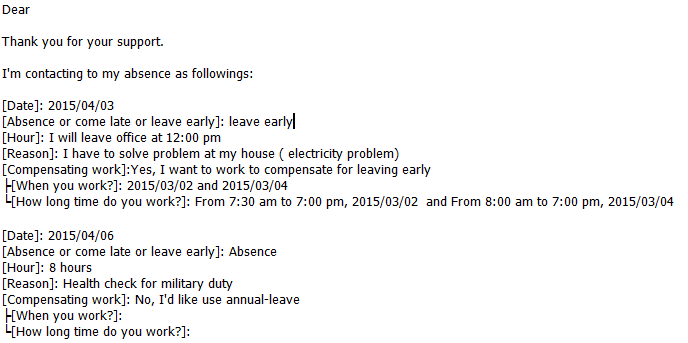 Dear
Thank you for your support.
I'm contacting to my absence as followings:
[Date]: 2015/04/03
[Absence or come late or leave early]: leave early
[Hour]: I will leave office at 12:00 pm
[Reason]: I have to solve problem at my house ( electricity problem)
[Compensating work]:Yes, I want to work to compensate for leaving early
┣[When you work?]: 2015/03/02 and 2015/03/04
┗[How long time do you work?]: From 7:30 am to 7:00 pm, 2015/03/02  and From 8:00 am to 7:00 pm, 2015/03/04
[Date]: 2015/04/06
[Absence or come late or leave early]: Absence
[Hour]: 8 hours
[Reason]: Health check for military duty
[Compensating work]: No, I'd like use annual-leave
┣[When you work?]:
┗[How long time do you work?]: